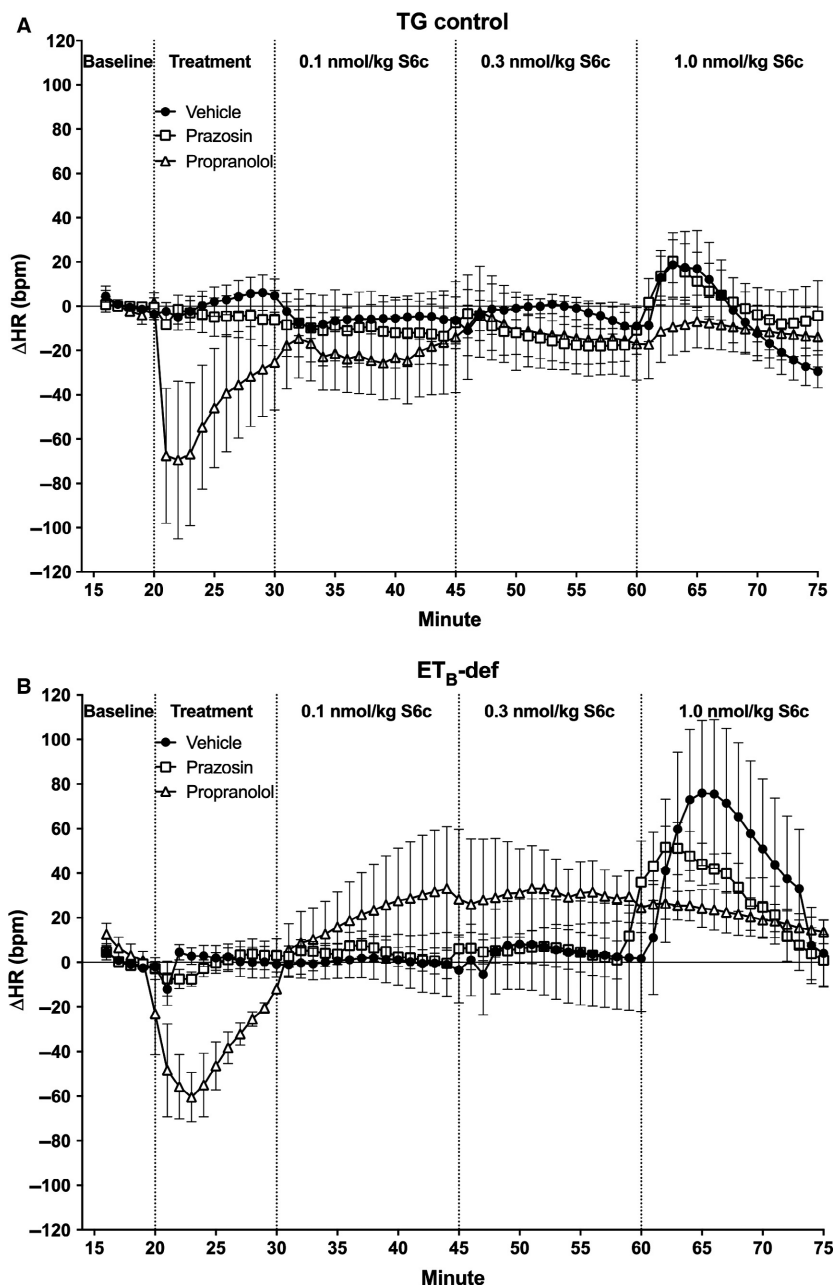 A
TG control
Baseline Treatment 0.1 nmol/kg S6c 0.3 nmol/kg S6c 1.0 nmol/kg S6c
Vehicle
Prazosin
Propranolol
120
100
80
60
40
20
0
–20
–40
–60
–80
–100
–120
ΔHR (bpm)
15 20 25 30 35 40 45 50 55 60 65 70 75
Minute
B
ET_B-def
Baseline Treatment 0.1 nmol/kg S6c 0.3 nmol/kg S6c 1.0 nmol/kg S6c
Vehicle
Prazosin
Propranolol
120
100
80
60
40
20
0
–20
–40
–60
–80
–100
–120
ΔHR (bpm)
15 20 25 30 35 40 45 50 55 60 65 70 75
Minute